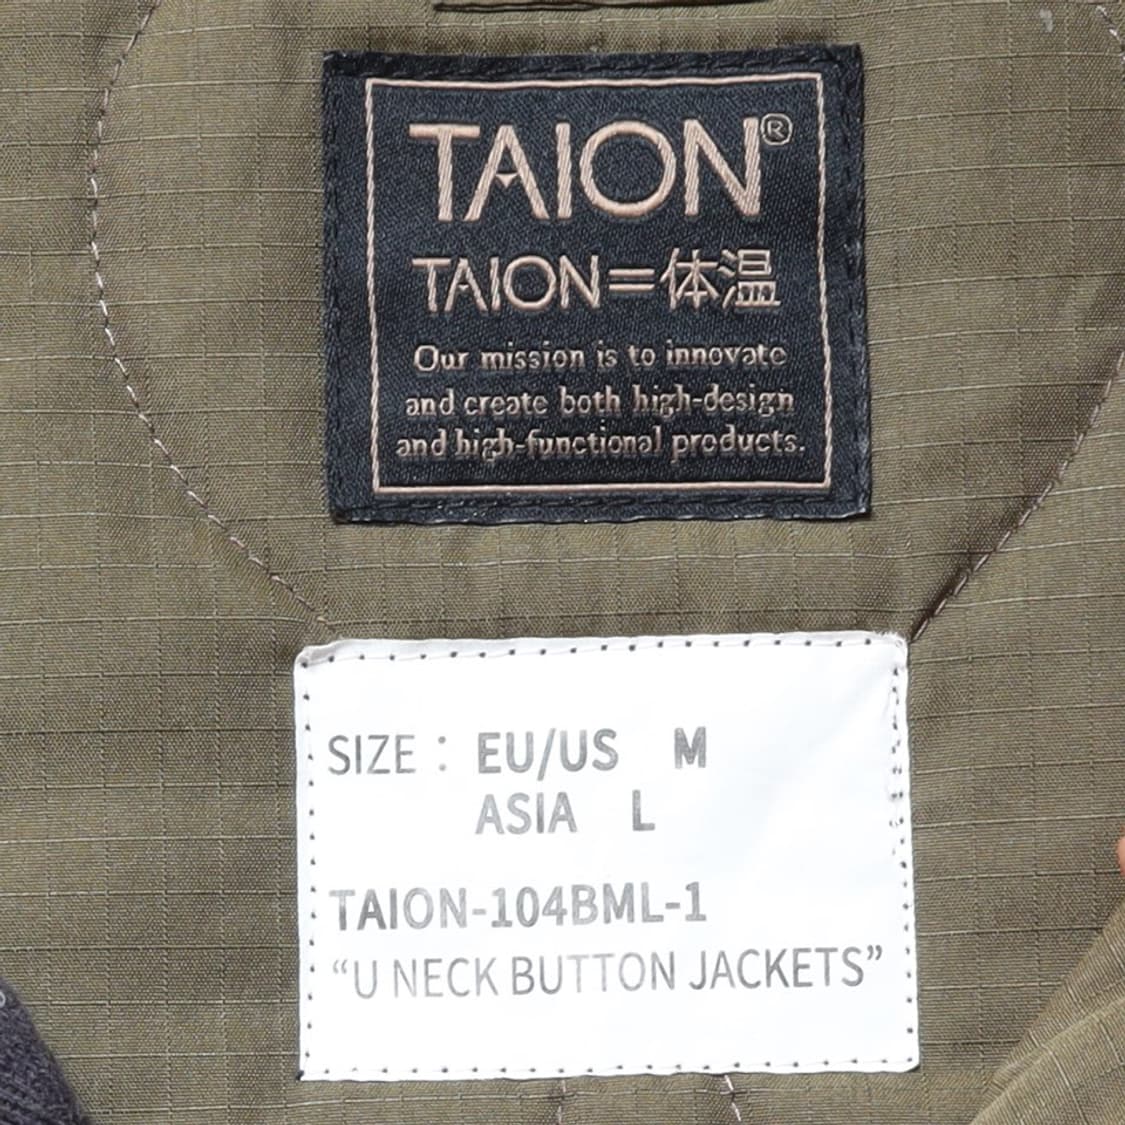 TAION®
TAION=体温
Our mission is to innovate
and create both high-design
and high-functional products.
SIZE : EU/US M
ASIA L
TAION-104BML-1
“U NECK BUTTON JACKETS”